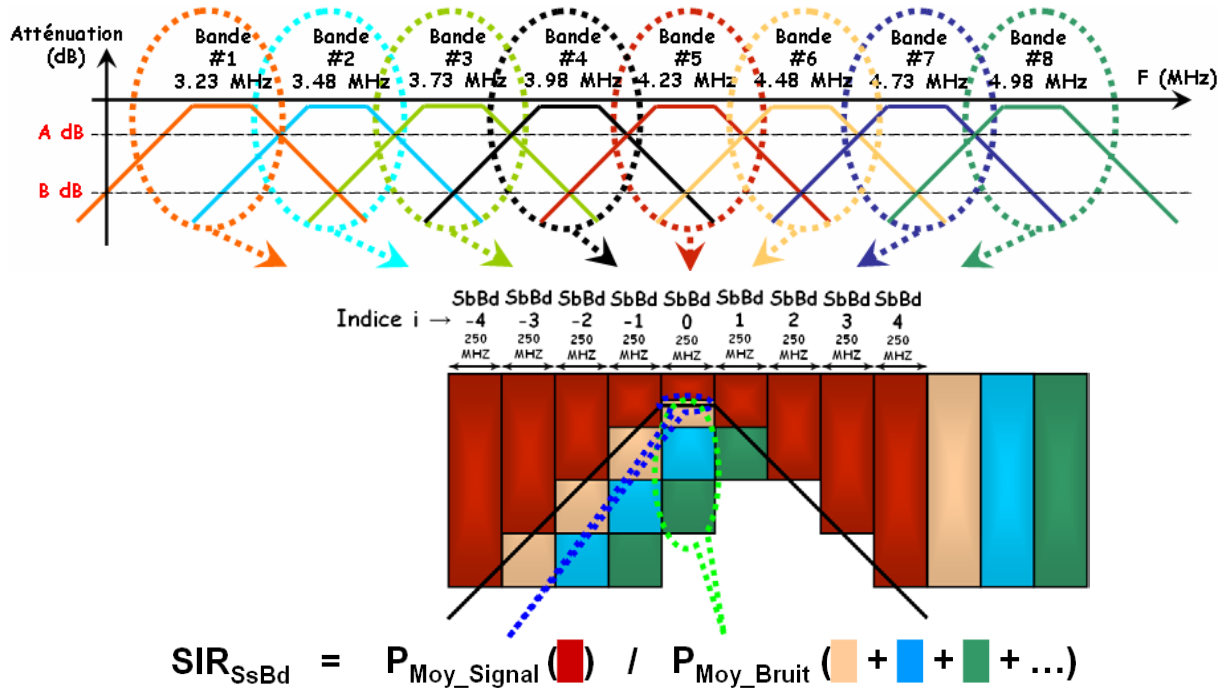 Atténuation
(dB)
Bande
#1
3.23 MHz
Bande
#2
3.48 MHz
Bande
#3
3.73 MHz
Bande
#4
3.98 MHz
Bande
#5
4.23 MHz
Bande
#6
4.48 MHz
Bande
#7
4.73 MHz
Bande
#8
4.98 MHz
F (MHz)
A dB
B dB
SbBd SbBd SbBd SbBd SbBd SbBd SbBd SbBd SbBd
Indice i → -4 -3 -2 -1 0 1 2 3 4
250 250 250 250 250 250 250 250 250
MHZ MHZ MHZ MHZ MHZ MHZ MHZ MHZ MHZ
SIR_SsBd = P_Moy_Signal ( ) / P_Moy_Bruit ( + + + ...)